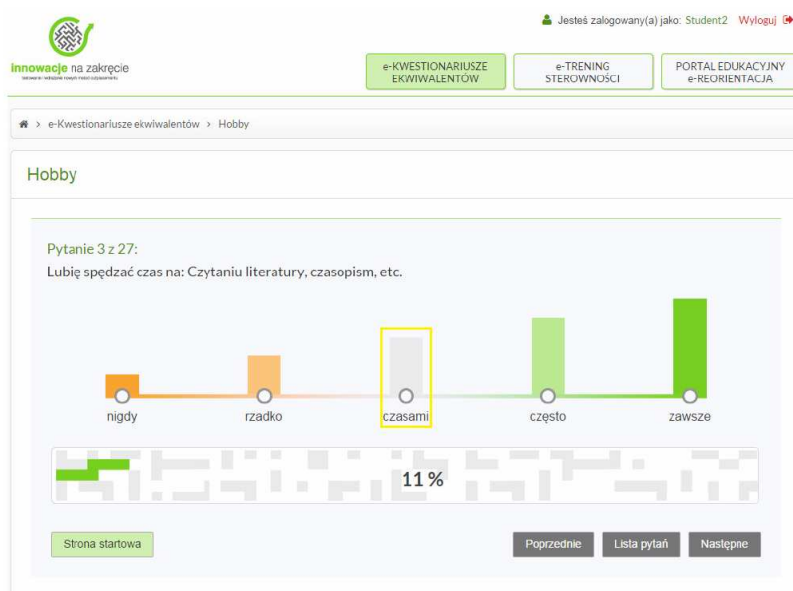 Jesteś zalogowany(a) jako: Student2 Wyloguj
innowacje na zakręcie
e-KWESTIONARIUSZE
EKWIWALENTÓW
e-TRENING
STEROWNOŚCI
PORTAL EDUKACYJNY
e-REORIENTACJA
> e-Kwestionariusze ekwiwalentów > Hobby
Hobby
Pytanie 3 z 27:
Lubię spędzać czas na: Czytaniu literatury, czasopism, etc.
nigdy rzadko czasami często zawsze
11 %
Strona startowa Poprzednie Lista pytań Następne